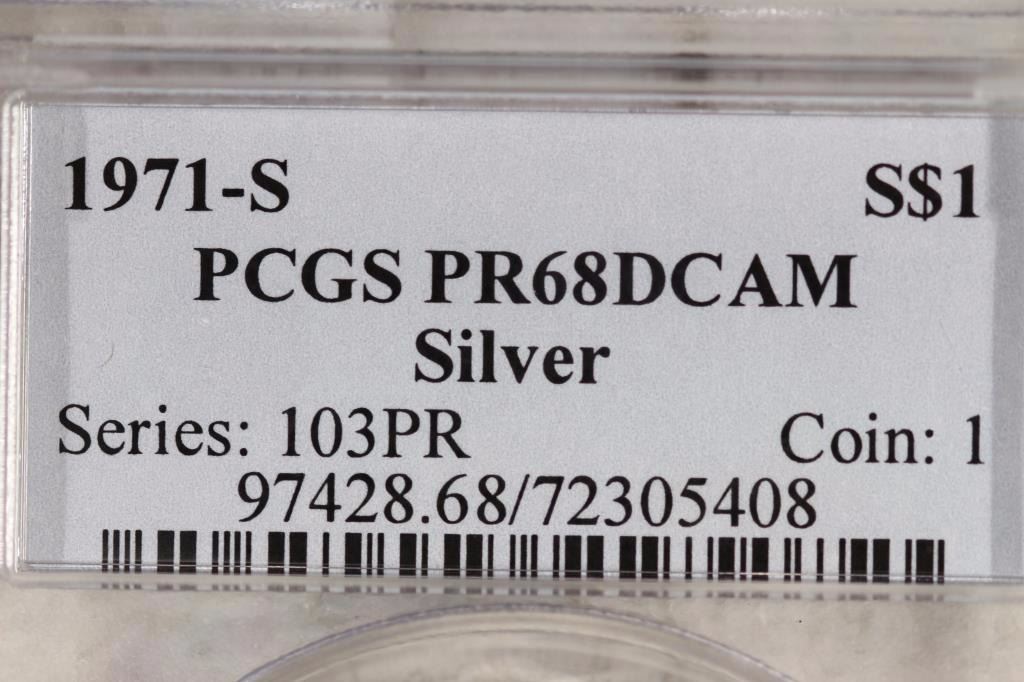 1971-S S$1
PCGS PR68DCAM
Silver
Series: 103PR Coin: 1
97428.68/72305408